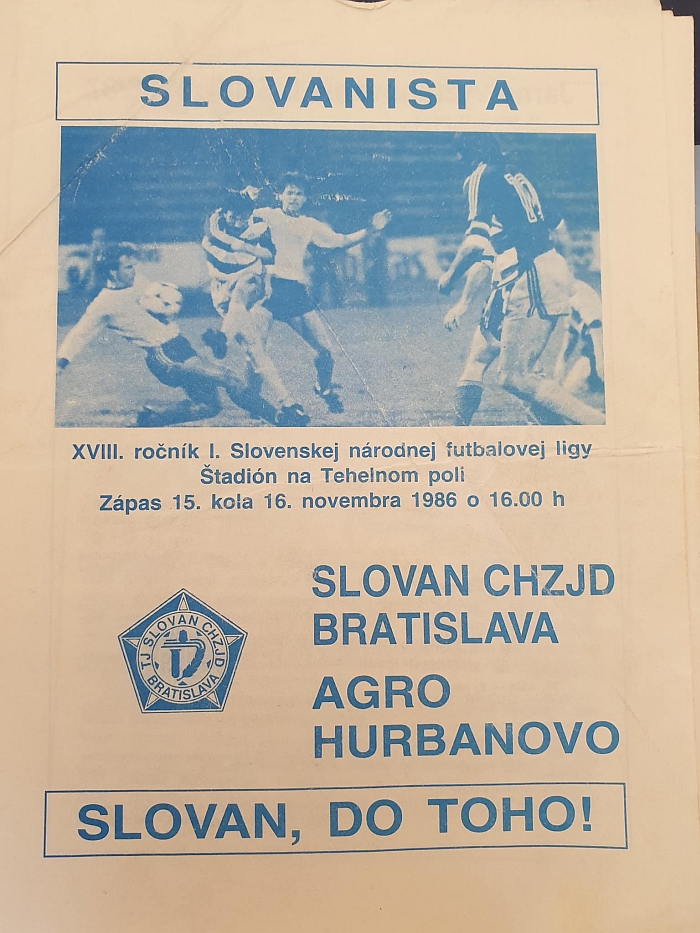 SLOVANISTA
XVIII. ročník I. Slovenskej národnej futbalovej ligy
Štadión na Tehelnom poli
Zápas 15. kola 16. novembra 1986 o 16.00 h
SLOVAN CHZJD
BRATISLAVA
AGRO
HURBANOVO
TJ SLOVAN CHZJD
BRATISLAVA
SLOVAN, DO TOHO!